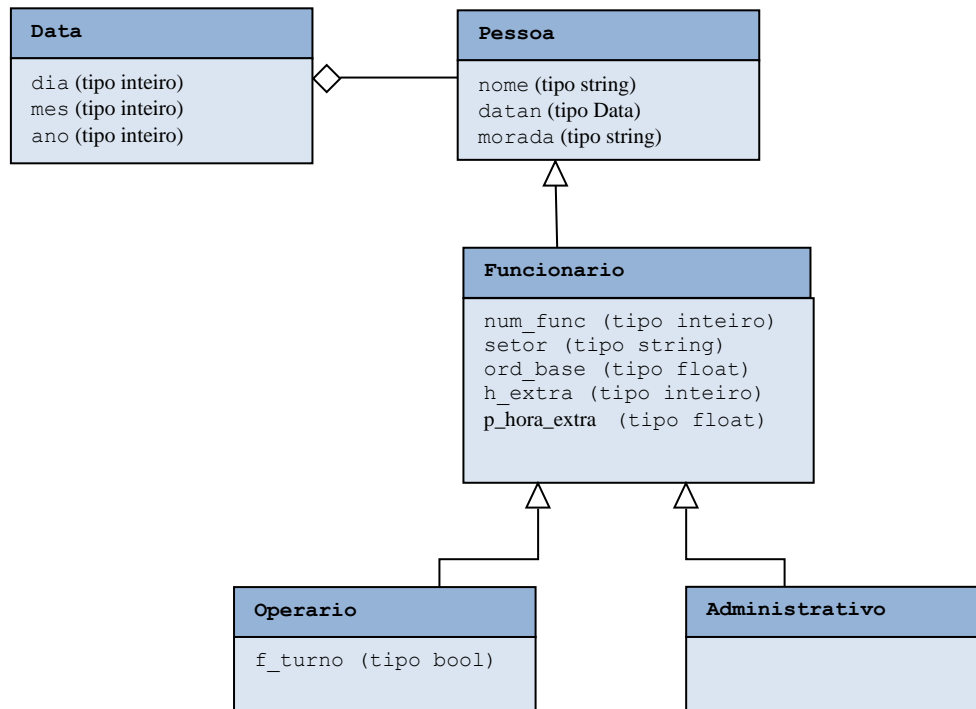 Data
dia (tipo inteiro)
mes (tipo inteiro)
ano (tipo inteiro)
Pessoa
nome (tipo string)
datan (tipo Data)
morada (tipo string)
Funcionario
num_func (tipo inteiro)
setor (tipo string)
ord_base (tipo float)
h_extra (tipo inteiro)
p_hora_extra (tipo float)
Operario
f_turno (tipo bool)
Administrativo